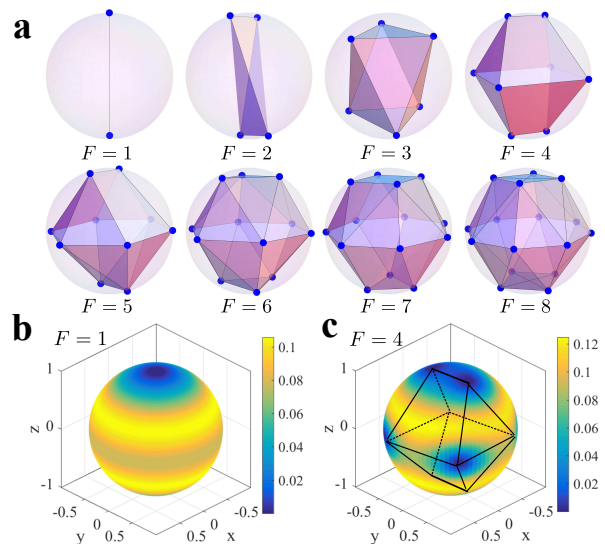 a
F = 1 F = 2 F = 3 F = 4
F = 5 F = 6 F = 7 F = 8
b F = 1 c F = 4
1 0.1 1 0.12
0.08 0.1
0.08
z 0 0.06 z 0 0.06
0.04 0.04
0.02 0.02
-1 -1
-0.5 -0.5 -0.5 -0.5
0 0 0 0
y 0.5 0.5 x y 0.5 0.5 x